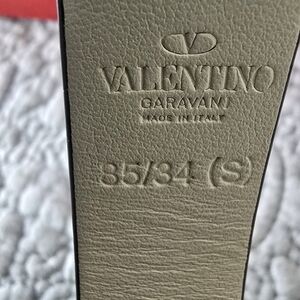 VALENTINO
GARAVANI
MADE IN ITALY
85/34 (S)